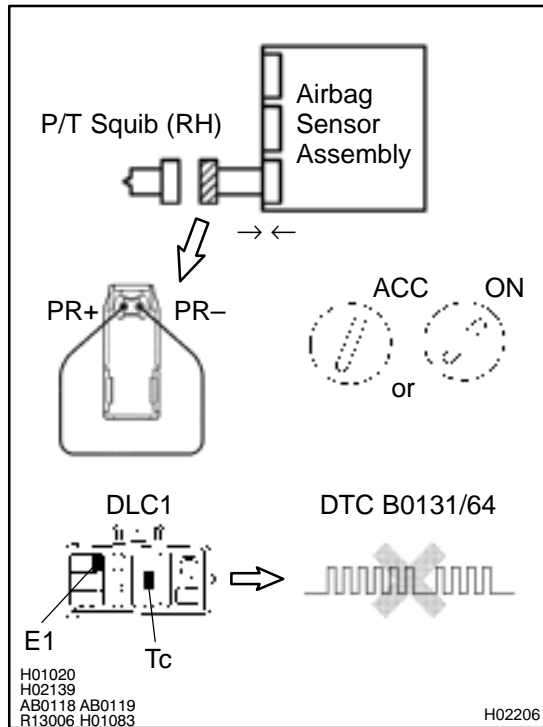 Airbag
Sensor
Assembly
P/T Squib (RH)
PR+
PR–
ACC
ON
or
DLC1
DTC B0131/64
E1
Tc
H01020
H02139
AB0118 AB0119
R13006 H01083
H02206